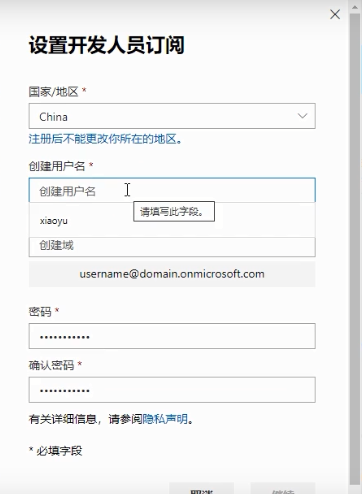 设置开发人员订阅
国家/地区 *
China
注册后不能更改你所在的地区。
创建用户名 *
创建用户名
请填写此字段。
xiaoyu
创建域
username@domain.onmicrosoft.com
密码 *
•••••••••••
确认密码 *
•••••••••••
有关详细信息，请参阅隐私声明。
* 必填字段